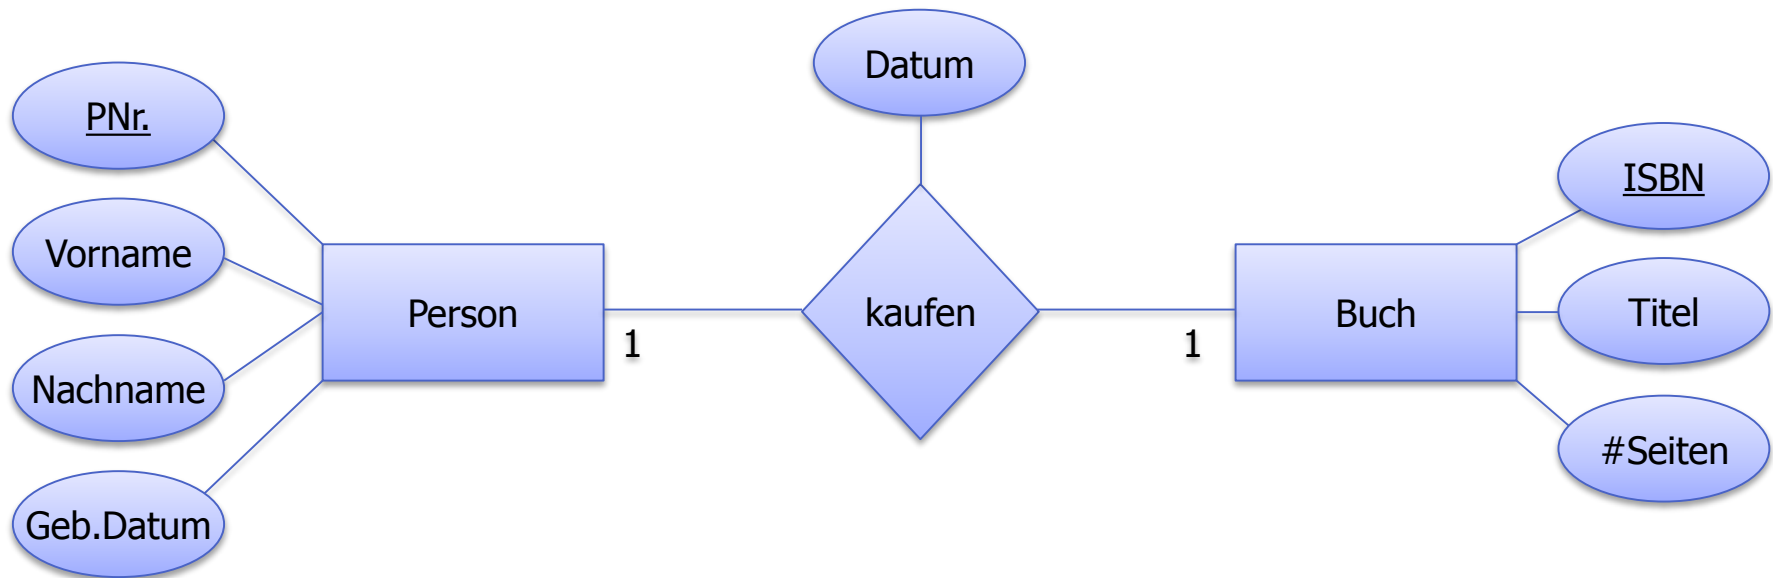 Datum
PNr.
Vorname
Nachname
Geb.Datum
Person
1
kaufen
1
Buch
ISBN
Titel
#Seiten